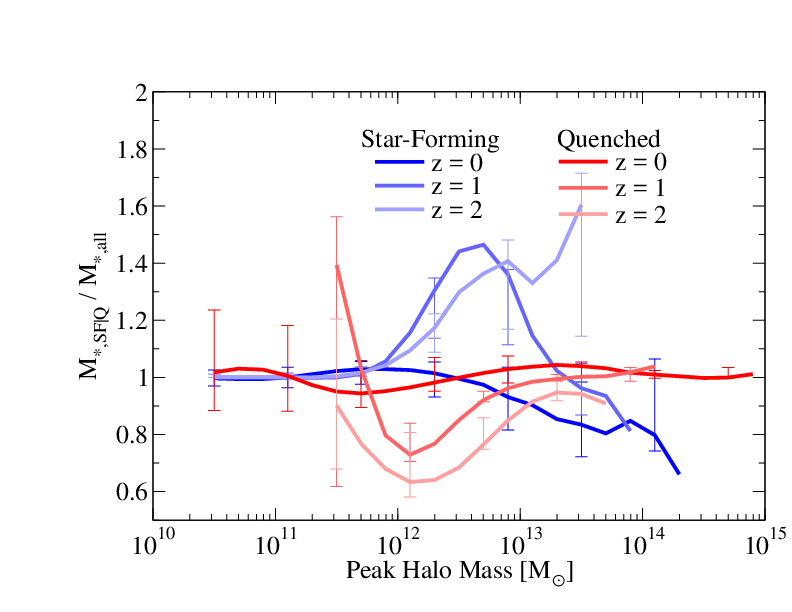 2
1.8
1.6
1.4
1.2
1
0.8
0.6
M*,SF|Q / M*,all
Star-Forming
z = 0
z = 1
z = 2
Quenched
z = 0
z = 1
z = 2
10^10 10^11 10^12 10^13 10^14 10^15
Peak Halo Mass [M⊙]